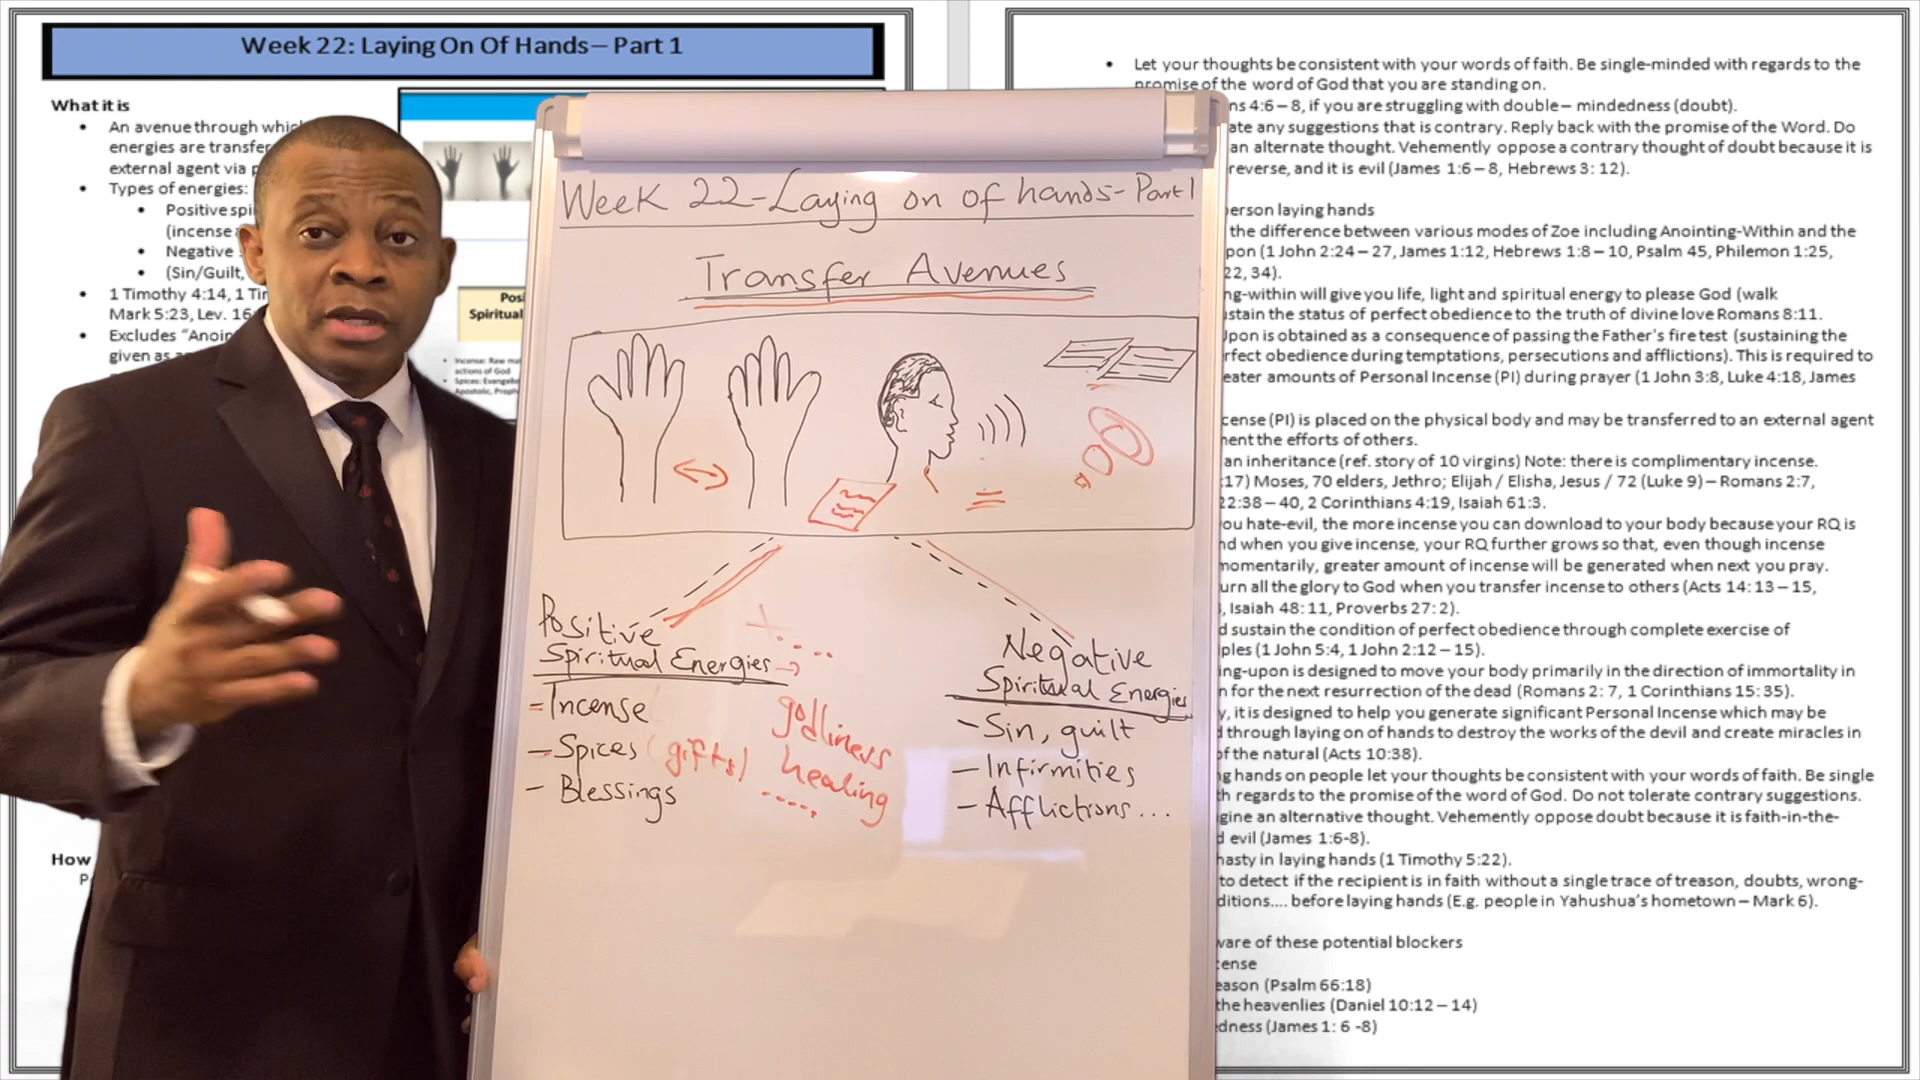 Week 22: Laying On Of Hands – Part 1
What it is
An avenue through which
energies are transfer
external agent via p
Types of energies:
Positive spi
(incense a
Negative
(Sin/Guilt,
1 Timothy 4:14, 1 Tir
Mark 5:23, Lev. 16
Excludes “Anoin
given as a
Posi
Spiritual
Incense: Raw ma
actions of God
Spices: Evangelis
Apostolic, Proph
How
P
Week 22-Laying on of hands-Part 1
Transfer Avenues
Positive
Spiritual Energies
-Incense
-Spices (gifts)
- Blessings
godliness
healing
Negative
Spiritual Energies
- Sin, guilt
- Infirmities
- Afflictions...
Let your thoughts be consistent with your words of faith. Be single-minded with regards to the
promise of the word of God that you are standing on.
ns 4:6 – 8, if you are struggling with double – mindedness (doubt).
ate any suggestions that is contrary. Reply back with the promise of the Word. Do
an alternate thought. Vehemently oppose a contrary thought of doubt because it is
reverse, and it is evil (James 1:6 – 8, Hebrews 3: 12).
erson laying hands
the difference between various modes of Zoe including Anointing-Within and the
pon (1 John 2:24 – 27, James 1:12, Hebrews 1:8 – 10, Psalm 45, Philemon 1:25,
22, 34).
ng-within will give you life, light and spiritual energy to please God (walk
stain the status of perfect obedience to the truth of divine love Romans 8:11.
Upon is obtained as a consequence of passing the Father’s fire test (sustaining the
rfect obedience during temptations, persecutions and afflictions). This is required to
eater amounts of Personal Incense (PI) during prayer (1 John 3:8, Luke 4:18, James
cense (PI) is placed on the physical body and may be transferred to an external agent
ent the efforts of others.
an inheritance (ref. story of 10 virgins) Note: there is complimentary incense.
:17) Moses, 70 elders, Jethro; Elijah / Elisha, Jesus / 72 (Luke 9) – Romans 2:7,
22:38 – 40, 2 Corinthians 4:19, Isaiah 61:3.
ou hate-evil, the more incense you can download to your body because your RQ is
nd when you give incense, your RQ further grows so that, even though incense
momentarily, greater amount of incense will be generated when next you pray.
urn all the glory to God when you transfer incense to others (Acts 14: 13 – 15,
, Isaiah 48: 11, Proverbs 27: 2).
d sustain the condition of perfect obedience through complete exercise of
ples (1 John 5:4, 1 John 2:12 – 15).
ing-upon is designed to move your body primarily in the direction of immortality in
n for the next resurrection of the dead (Romans 2: 7, 1 Corinthians 15: 35).
y, it is designed to help you generate significant Personal Incense which may be
d through laying on of hands to destroy the works of the devil and create miracles in
of the natural (Acts 10:38).
g hands on people let your thoughts be consistent with your words of faith. Be single
th regards to the promise of the word of God. Do not tolerate contrary suggestions.
gine an alternative thought. Vehemently oppose doubt because it is faith-in-the-
d evil (James 1:6-8).
hasty in laying hands (1 Timothy 5:22).
to detect if the recipient is in faith without a single trace of treason, doubts, wrong-
ditions.... before laying hands (E.g. people in Yahushua’s hometown – Mark 6).
ware of these potential blockers
cense
eason (Psalm 66:18)
the heavenlies (Daniel 10:12 – 14)
dness (James 1: 6 -8)